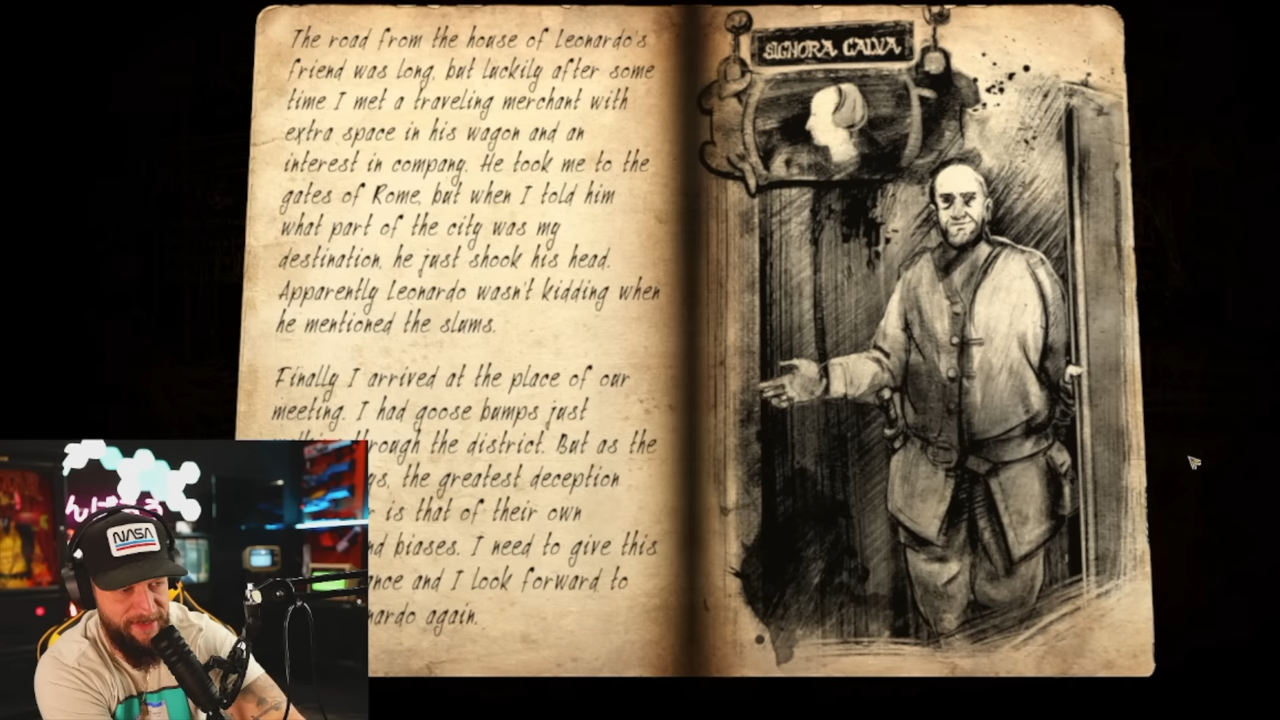 The road from the house of Leonardo's
friend was long, but luckily after some
time I met a traveling merchant with
extra space in his wagon and an
interest in company. He took me to the
gates of Rome, but when I told him
what part of the city was my
destination, he just shook his head.
Apparently Leonardo wasn't kidding when
he mentioned the slums.
Finally I arrived at the place of our
meeting. I had goose bumps just
through the district. But as the
the greatest deception
is that of their own
biases. I need to give this
and I look forward to
again.
SIGNORA CALVA
NASA